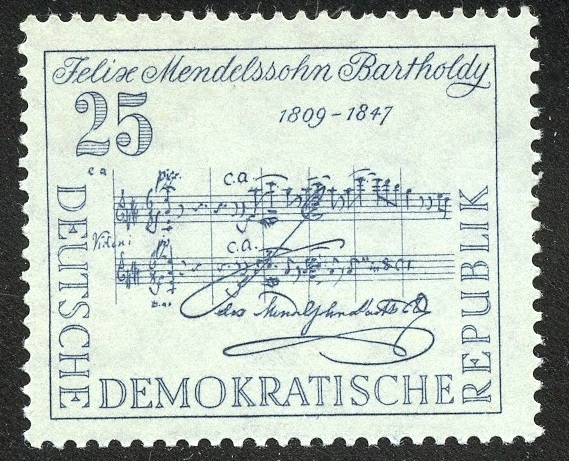 Felix Mendelssohn Bartholdy
25
1809-1847
c.a.
c.a.
DEUTSCHE
DEMOKRATISCHE
REPUBLIK